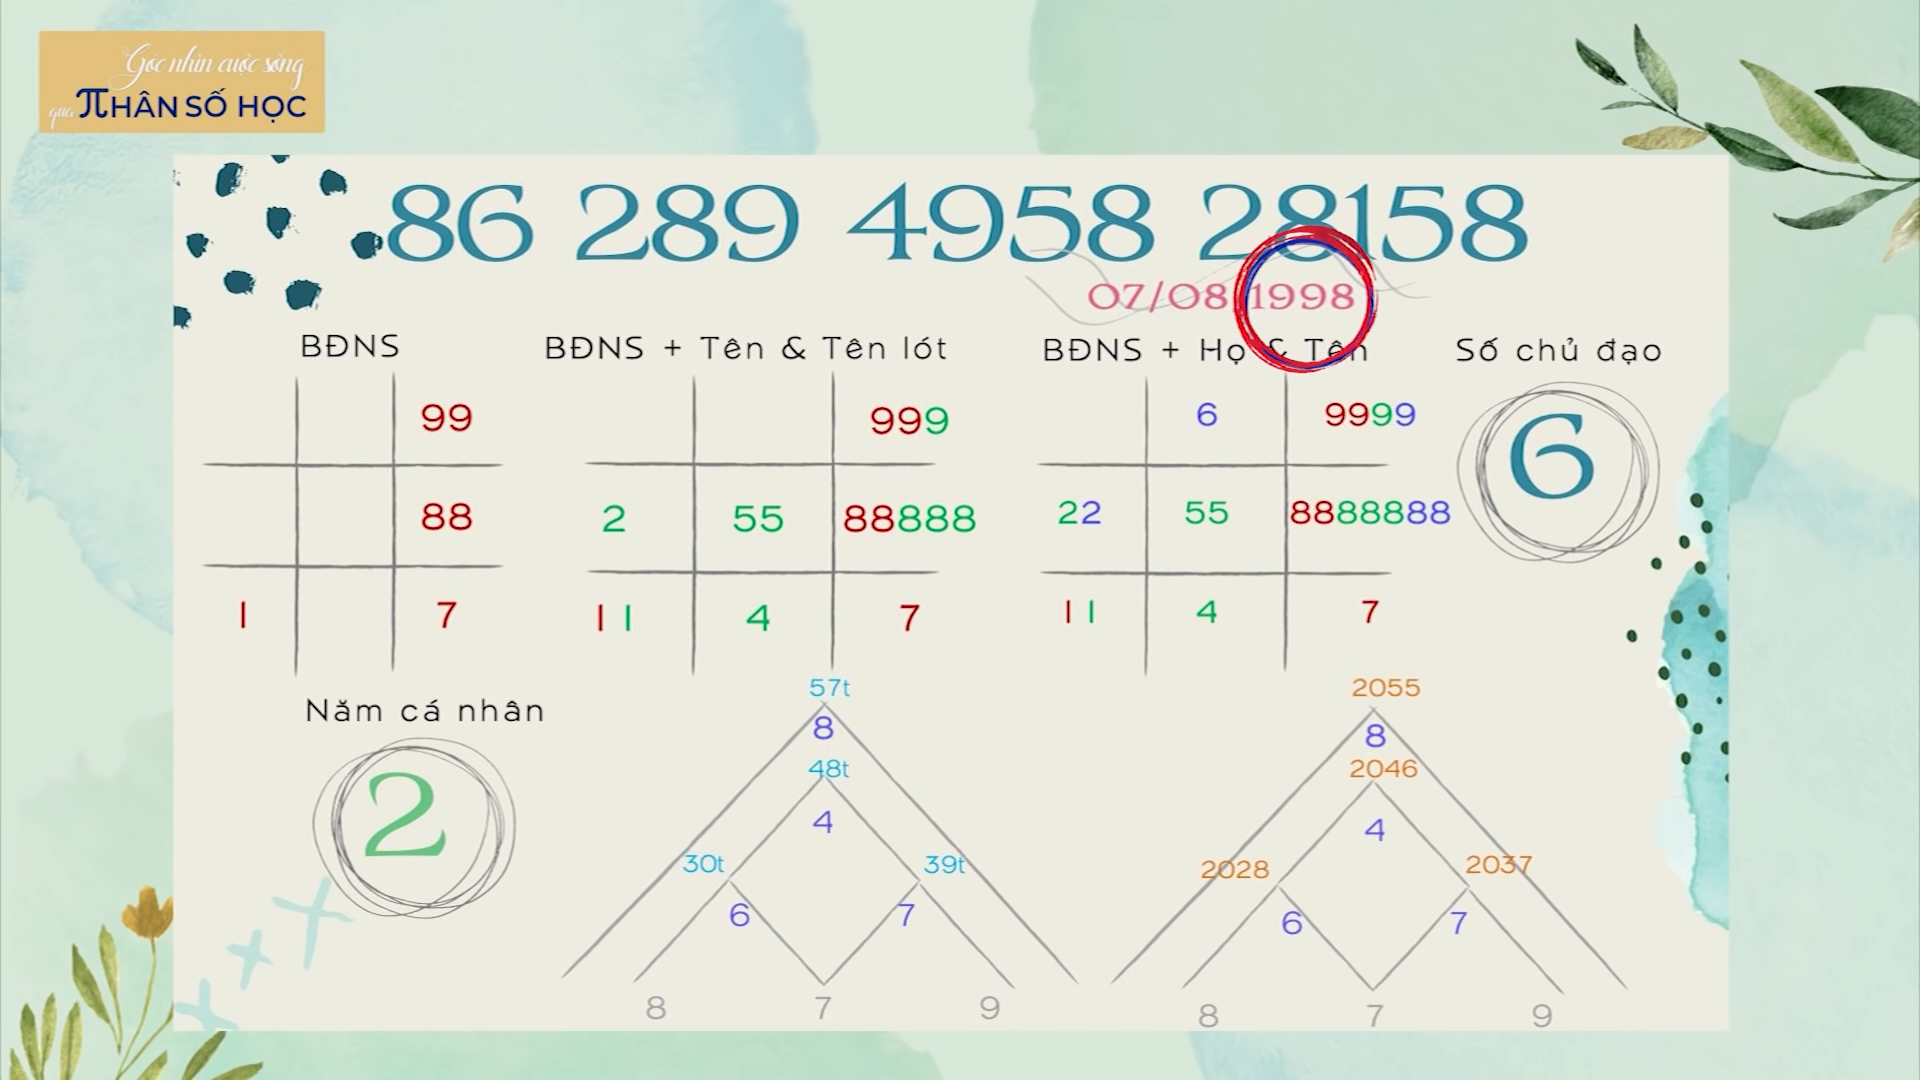 Góc nhìn cuộc sống
qua NHÂN SỐ HỌC
86 289 4958 28158
07/08/1998
BĐNS
BĐNS + Tên & Tên lót
BĐNS + Họ & Tên
Số chủ đạo
99
999
6 9999
6
88
2 55 88888
22 55 8888888
1 7
11 4 7
11 4 7
Năm cá nhân
2
57t
8
48t
4
30t 39t
6 7
8 7 9
2055
8
2046
4
2028 2037
6 7
8 7 9